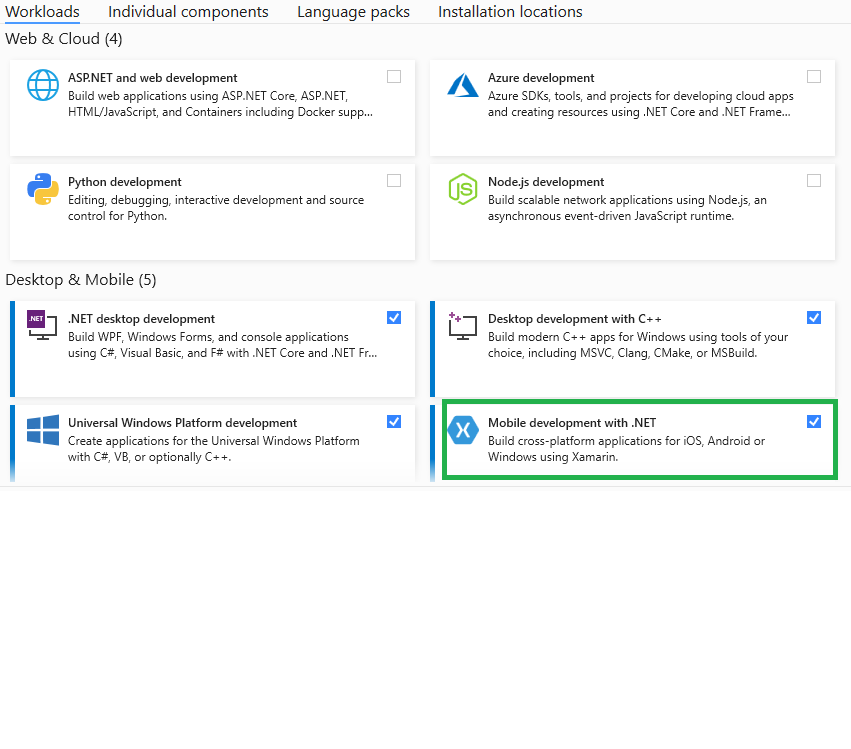 Workloads Individual components Language packs Installation locations
Web & Cloud (4)
ASP.NET and web development
Build web applications using ASP.NET Core, ASP.NET,
HTML/JavaScript, and Containers including Docker supp...
Azure development
Azure SDKs, tools, and projects for developing cloud apps
and creating resources using .NET Core and .NET Frame...
Python development
Editing, debugging, interactive development and source
control for Python.
JS
Node.js development
Build scalable network applications using Node.js, an
asynchronous event-driven JavaScript runtime.
Desktop & Mobile (5)
.NET
.NET desktop development
Build WPF, Windows Forms, and console applications
using C#, Visual Basic, and F# with .NET Core and .NET Fr...
Desktop development with C++
Build modern C++ apps for Windows using tools of your
choice, including MSVC, Clang, CMake, or MSBuild.
Universal Windows Platform development
Create applications for the Universal Windows Platform
with C#, VB, or optionally C++.
Mobile development with .NET
Build cross-platform applications for iOS, Android or
Windows using Xamarin.